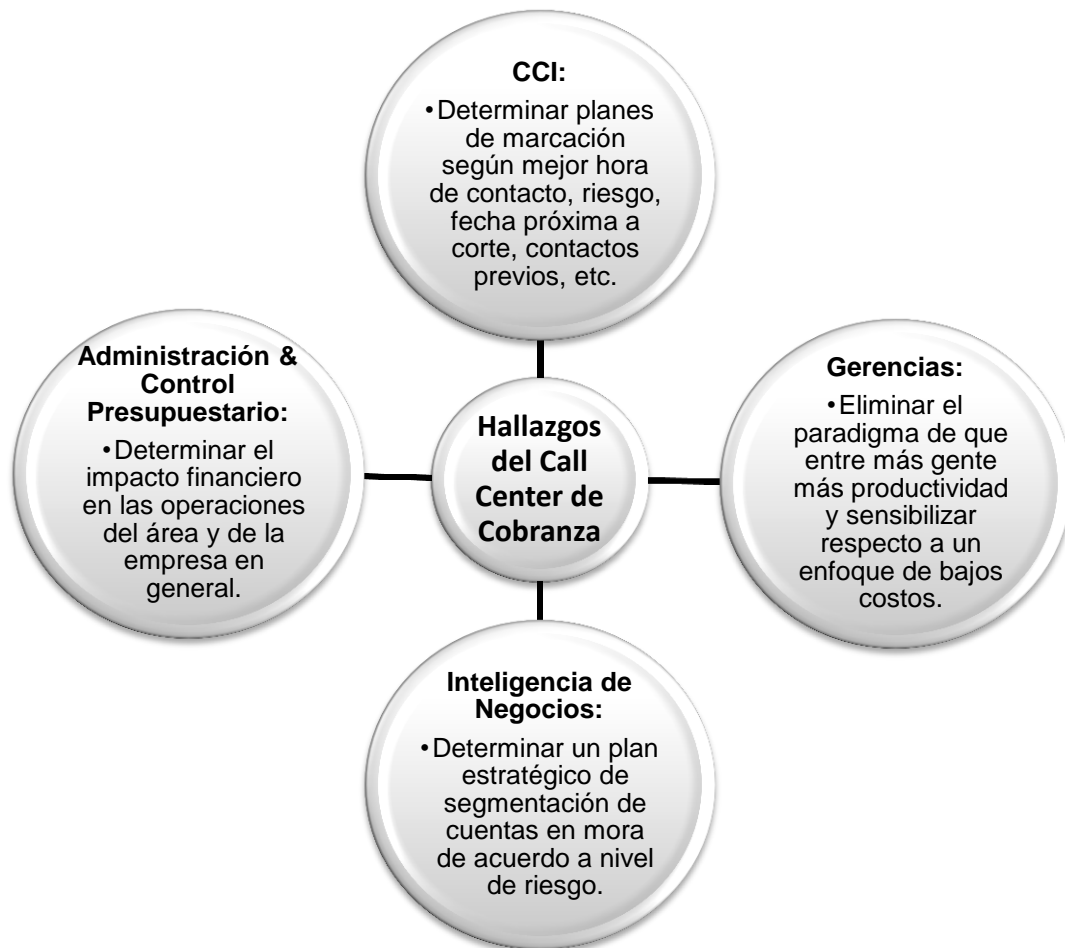 CCI:
•Determinar planes
de marcación
según mejor hora
de contacto, riesgo,
fecha próxima a
corte, contactos
previos, etc.
Administración &
Control
Presupuestario:
•Determinar el
impacto financiero
en las operaciones
del área y de la
empresa en
general.
Hallazgos
del Call
Center de
Cobranza
Gerencias:
•Eliminar el
paradigma de que
entre más gente
más productividad
y sensibilizar
respecto a un
enfoque de bajos
costos.
Inteligencia de
Negocios:
•Determinar un plan
estratégico de
segmentación de
cuentas en mora
de acuerdo a nivel
de riesgo.